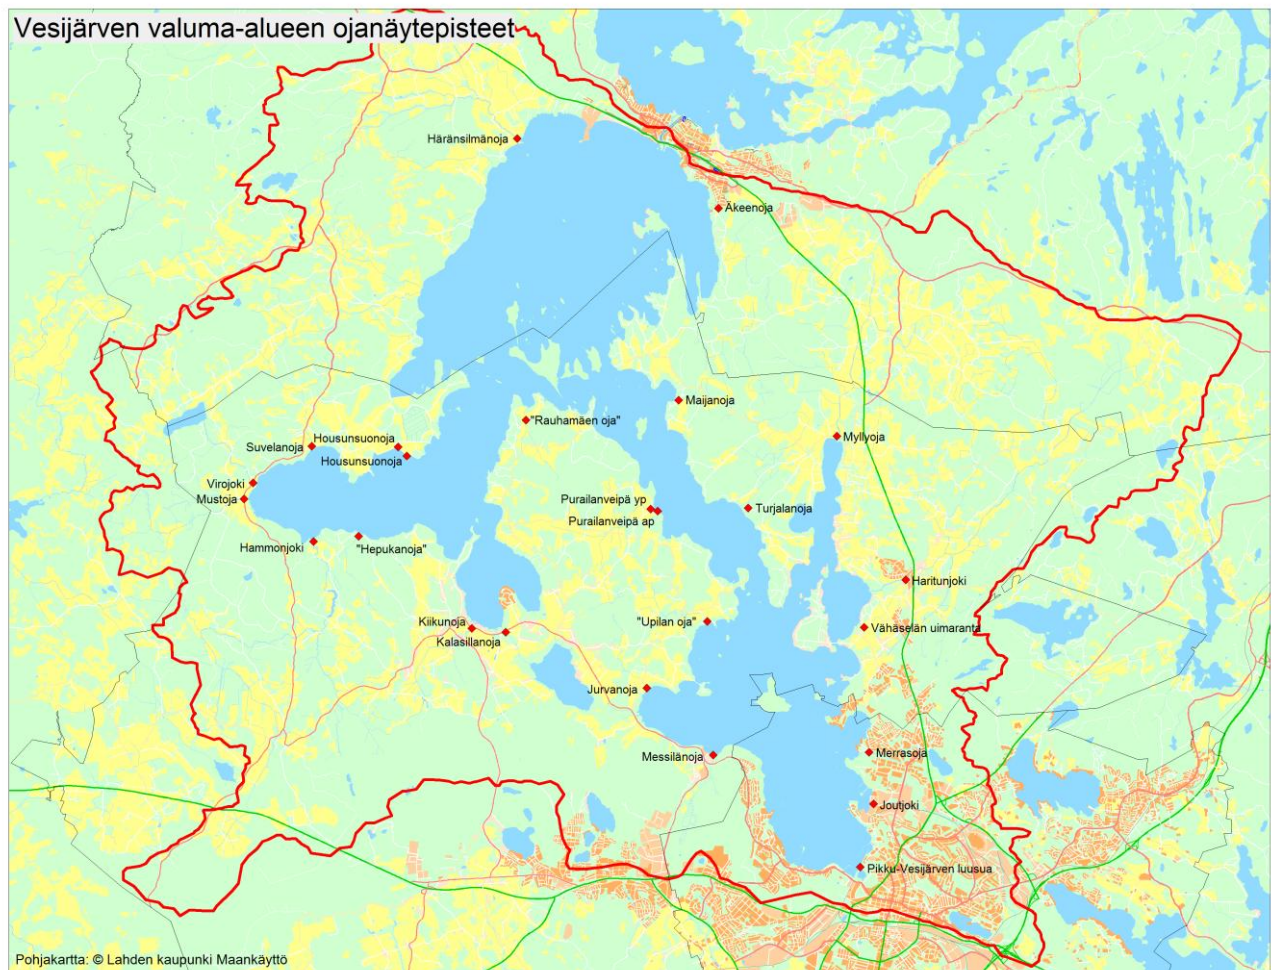 Vesijärven valuma-alueen ojanäytepisteet
Häränsilmänoja
Äkeenoja
Maijanoja
"Rauhamäen oja"
Myllyoja
Housunsuonoja
Suvelanoja
Housunsuonoja
Virojoki
Mustoja
Purailanveipä yp
Turjalanoja
Purailanveipä ap
Hammonjoki
"Hepukanoja"
Haritunjoki
Kiikunoja
"Upilan oja"
Vähäselän uimaranta
Kalasillanoja
Jurvanoja
Messilänoja
Merrasoja
Joutjoki
Pikku-Vesijärven luusua
Pohjakartta: © Lahden kaupunki Maankäyttö